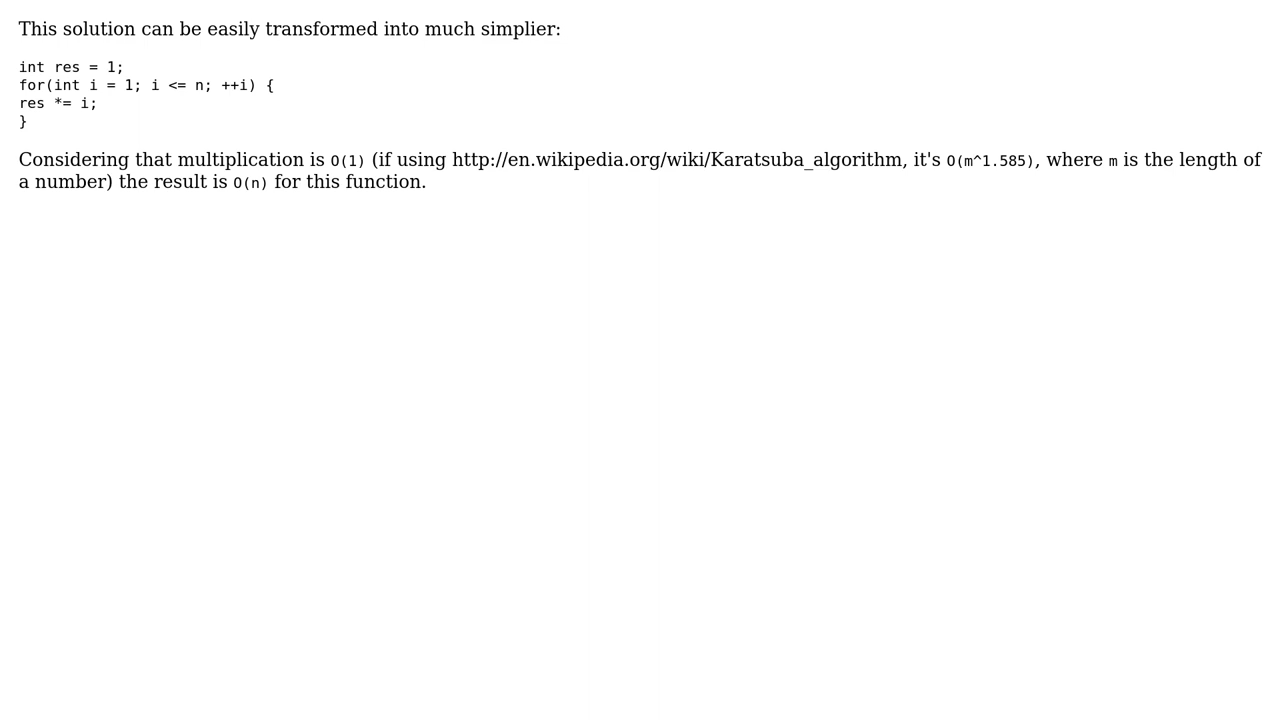 This solution can be easily transformed into much simplier:
int res = 1;
for(int i = 1; i <= n; ++i) {
res *= i;
}
Considering that multiplication is O(1) (if using http://en.wikipedia.org/wiki/Karatsuba_algorithm, it's O(m^1.585), where m is the length of
a number) the result is O(n) for this function.